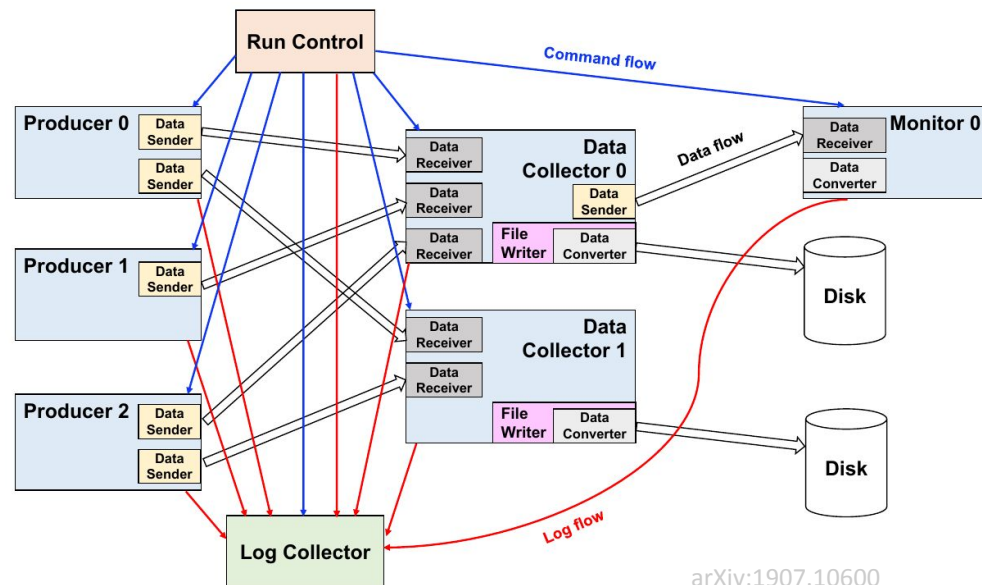 Run Control
Command flow
Producer 0
Data
Sender
Data
Sender
Data
Receiver
Data
Collector 0
Data flow
Data
Receiver
Monitor 0
Data
Converter
Data
Receiver
Data
Sender
Data
Receiver
File
Writer
Data
Converter
Producer 1
Data
Sender
Disk
Data
Receiver
Data
Collector 1
Data
Receiver
File
Writer
Data
Converter
Producer 2
Data
Sender
Data
Sender
Disk
Log flow
Log Collector
arXiv:1907.10600